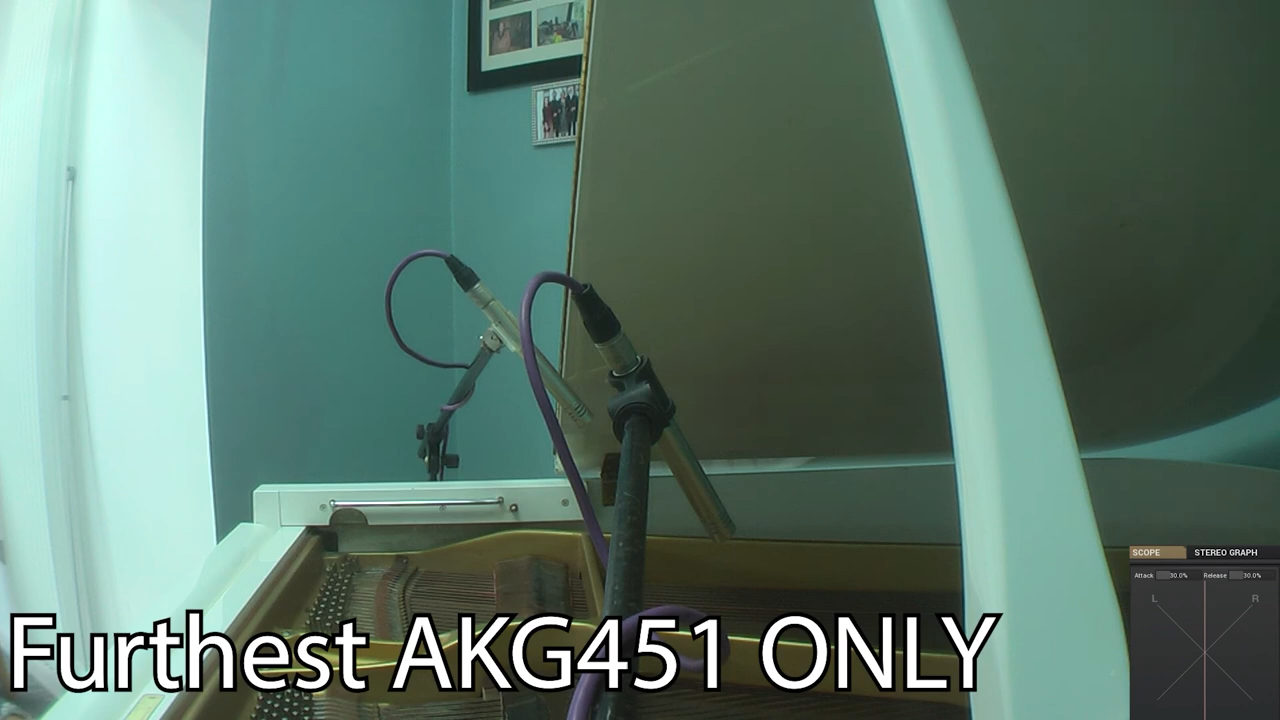 SCOPE STEREO GRAPH
Attack 30.0% Release 30.0%
L R
Furthest AKG451 ONLY